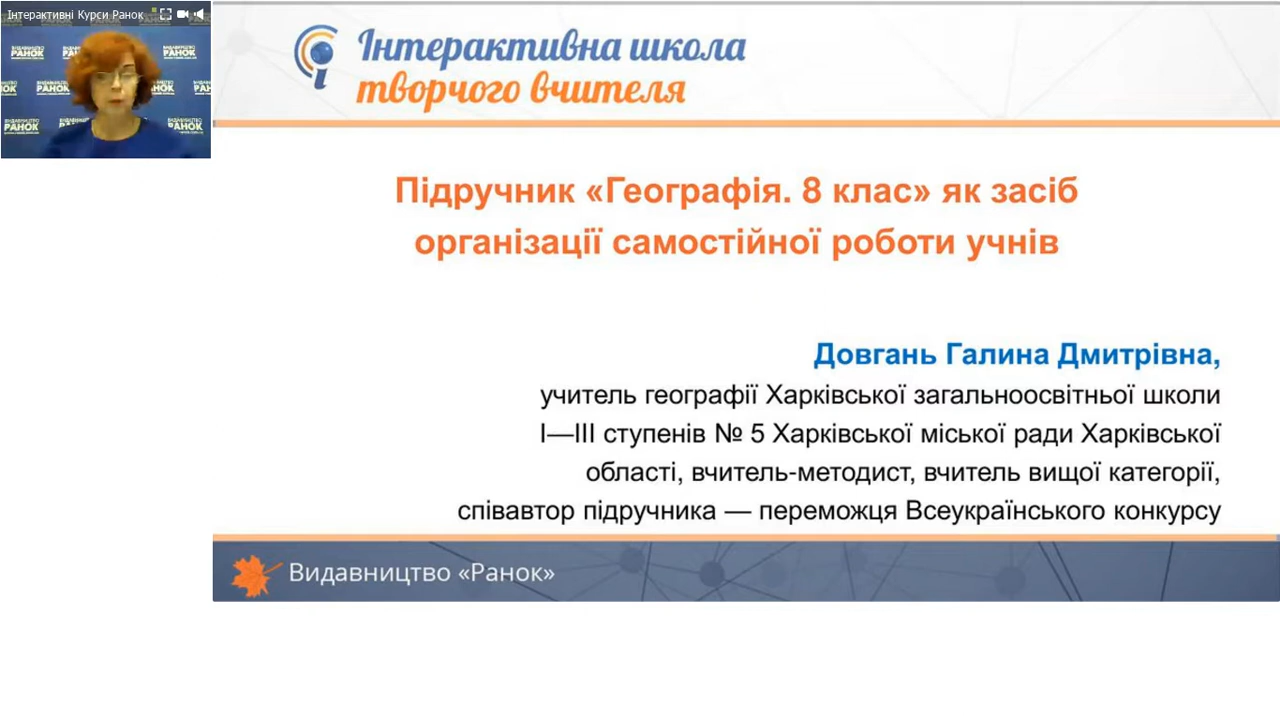 Інтерактивні Курси Ранок
ВИДАВНИЦТВО
РАНОК
Інтерактивна школа
творчого вчителя
Підручник «Географія. 8 клас» як засіб
організації самостійної роботи учнів
Довгань Галина Дмитрівна,
учитель географії Харківської загальноосвітньої школи
І—ІІІ ступенів № 5 Харківської міської ради Харківської
області, вчитель-методист, вчитель вищої категорії,
співавтор підручника — переможця Всеукраїнського конкурсу
Видавництво «Ранок»